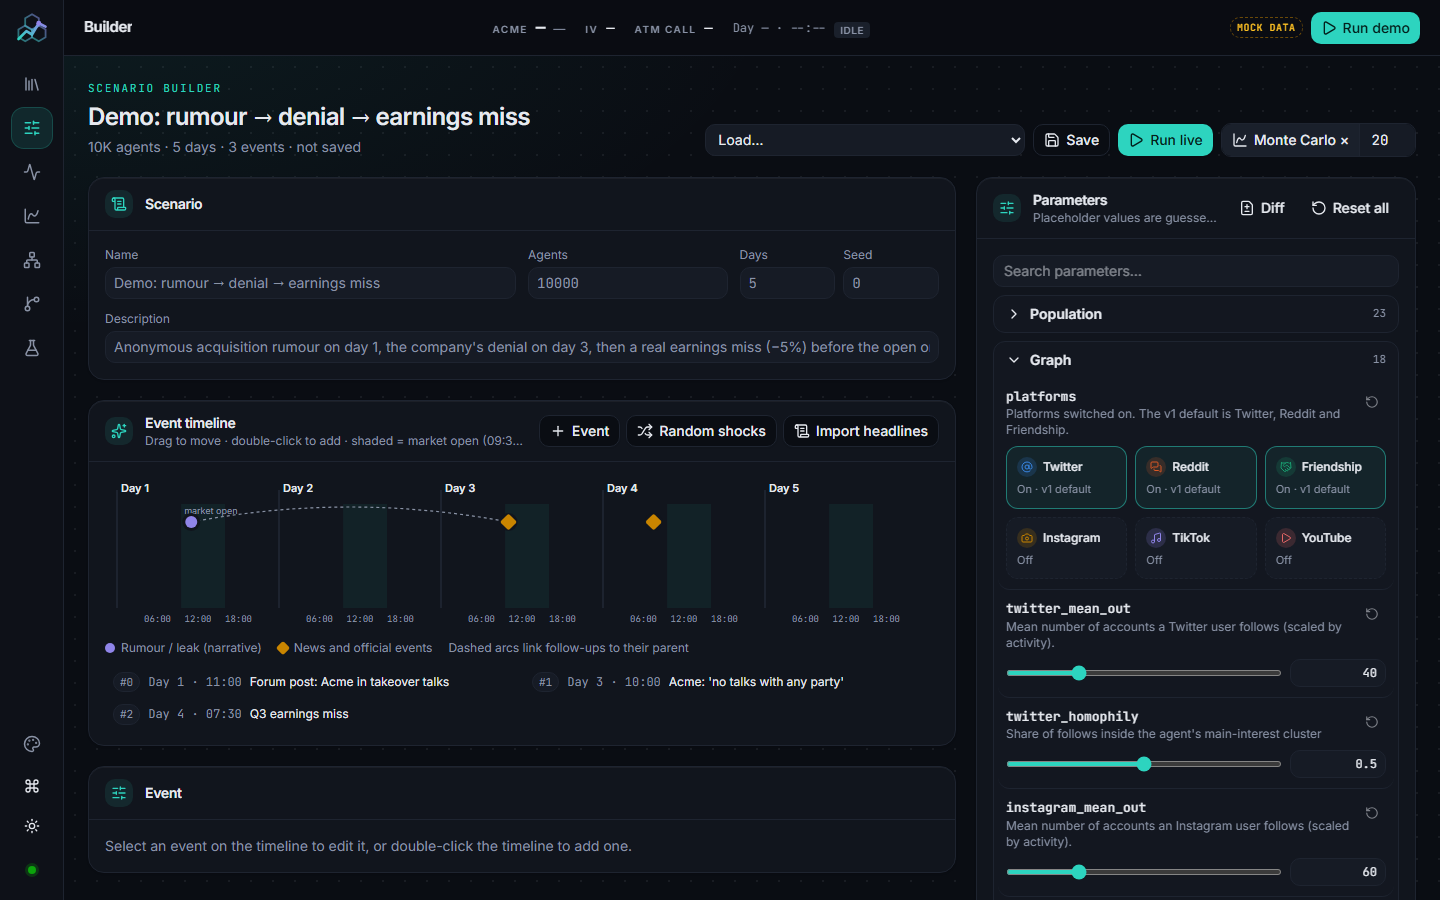 Builder
ACME — —
IV —
ATM CALL —
Day — · --:--
IDLE
MOCK DATA
Run demo
SCENARIO BUILDER
Demo: rumour → denial → earnings miss
10K agents · 5 days · 3 events · not saved
Load...
Save
Run live
Monte Carlo ×
20
Scenario
Name
Agents
Days
Seed
Demo: rumour → denial → earnings miss
10000
5
0
Description
Anonymous acquisition rumour on day 1, the company's denial on day 3, then a real earnings miss (−5%) before the open o
Event timeline
Drag to move · double-click to add · shaded = market open (09:3...
Event
Random shocks
Import headlines
Day 1
Day 2
Day 3
Day 4
Day 5
market open
06:00 12:00 18:00
06:00 12:00 18:00
06:00 12:00 18:00
06:00 12:00 18:00
06:00 12:00 18:00
Rumour / leak (narrative)
News and official events
Dashed arcs link follow-ups to their parent
#0 Day 1 · 11:00 Forum post: Acme in takeover talks
#1 Day 3 · 10:00 Acme: 'no talks with any party'
#2 Day 4 · 07:30 Q3 earnings miss
Event
Select an event on the timeline to edit it, or double-click the timeline to add one.
Parameters
Placeholder values are guesse...
Diff
Reset all
Search parameters...
Population
23
Graph
18
platforms
Platforms switched on. The v1 default is Twitter, Reddit and
Friendship.
Twitter
On · v1 default
Reddit
On · v1 default
Friendship
On · v1 default
Instagram
Off
TikTok
Off
YouTube
Off
twitter_mean_out
Mean number of accounts a Twitter user follows (scaled by
activity).
40
twitter_homophily
Share of follows inside the agent's main-interest cluster
0.5
instagram_mean_out
Mean number of accounts an Instagram user follows (scaled
by activity).
60